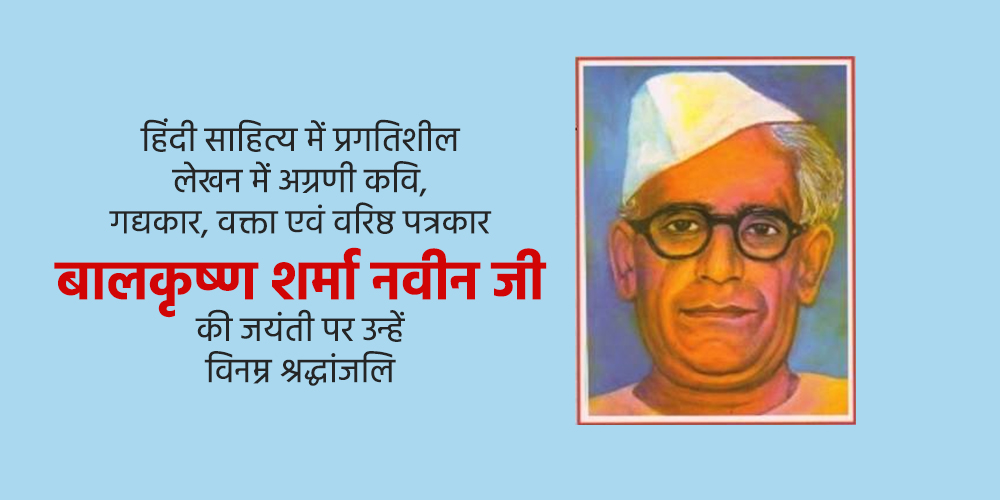 हिंदी साहित्य में प्रगतिशील
लेखन में अग्रणी कवि,
गद्यकार, वक्ता एवं वरिष्ठ पत्रकार
बालकृष्ण शर्मा नवीन जी
की जयंती पर उन्हें
विनम्र श्रद्धांजलि